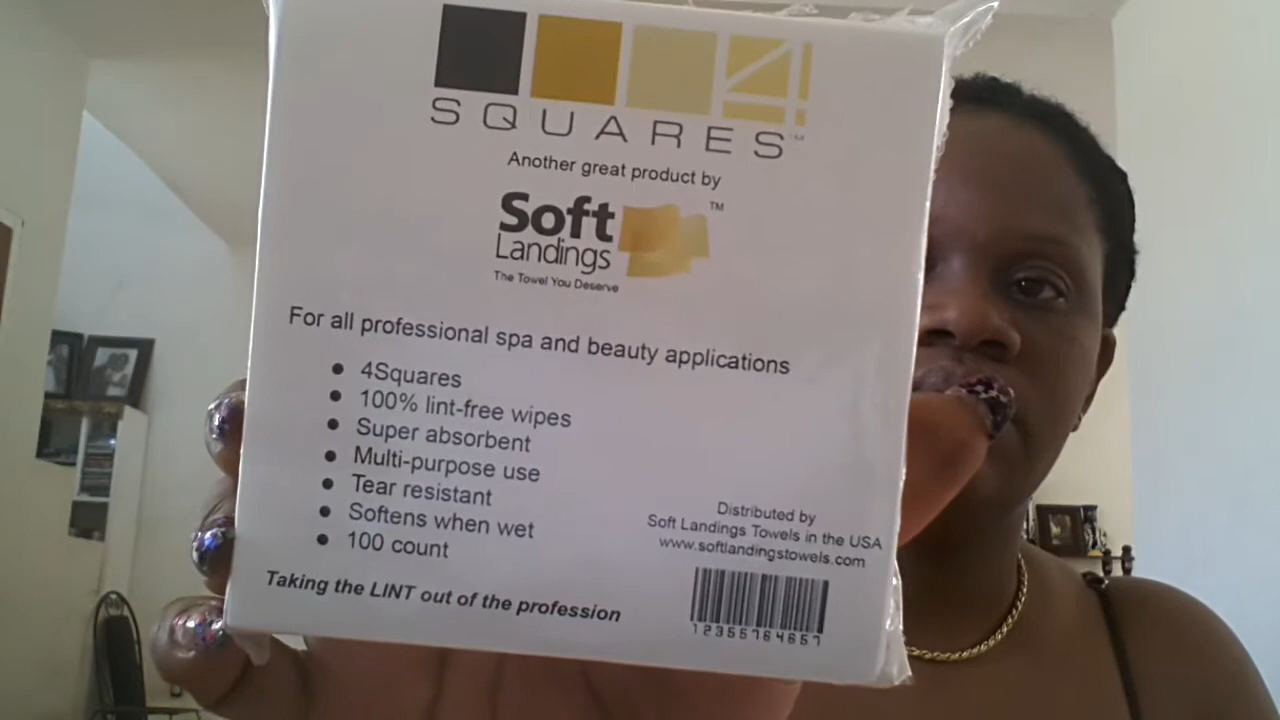 4
SQUARES™
Another great product by
Soft™
Landings
The Towel You Deserve
For all professional spa and beauty applications
• 4Squares
• 100% lint-free wipes
• Super absorbent
• Multi-purpose use
• Tear resistant
• Softens when wet
• 100 count
Distributed by
Soft Landings Towels in the USA
www.softlandingstowels.com
Taking the LINT out of the profession
12355764657